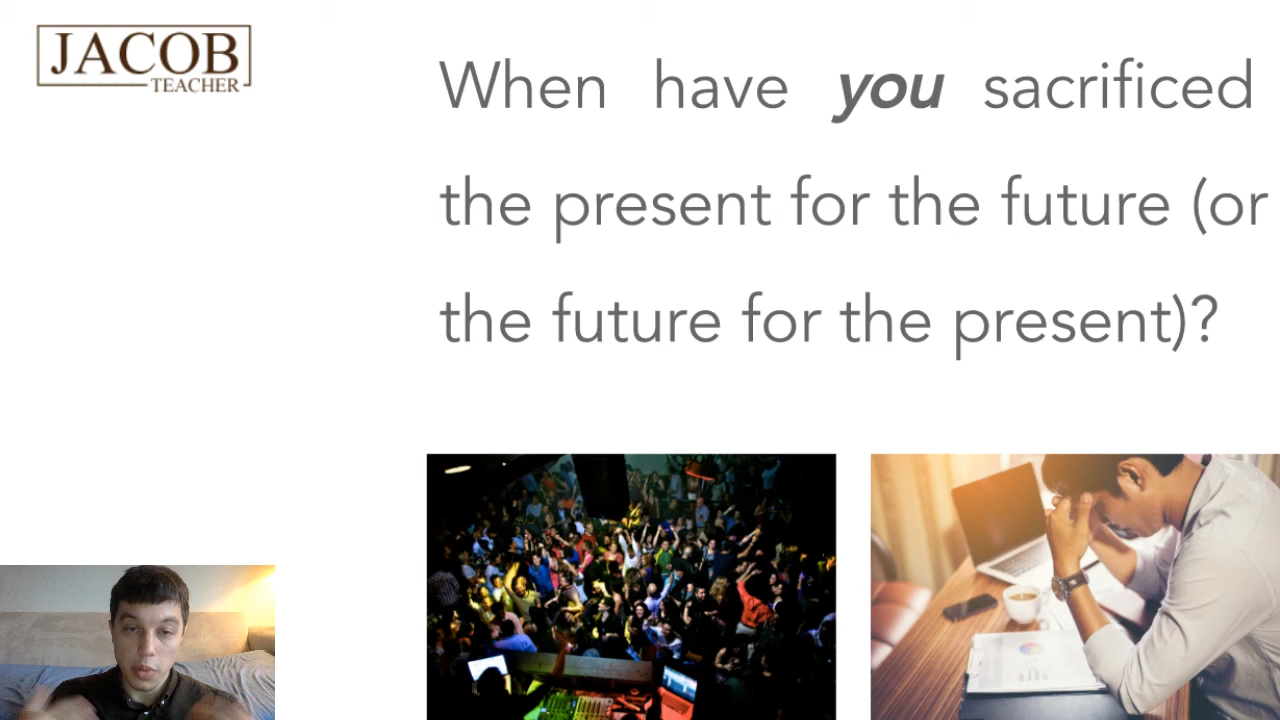 JACOB
TEACHER
When have you sacrificed
the present for the future (or
the future for the present)?